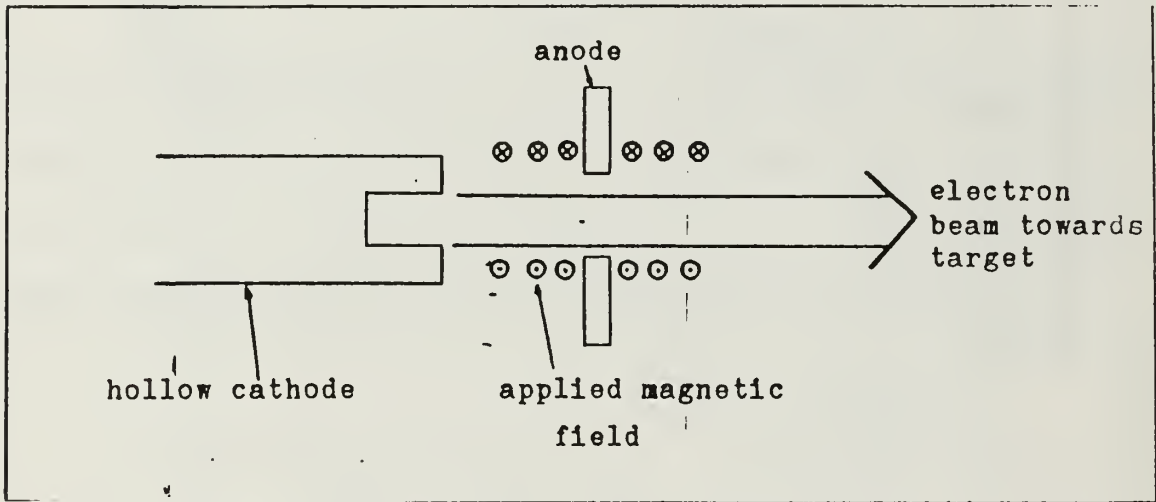 anode
electron
beam towards
target
hollow cathode
applied magnetic
field